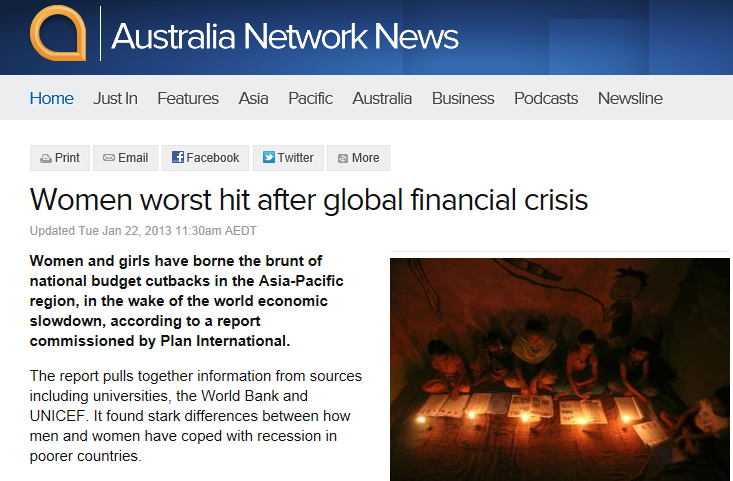 Australia Network News
Home Just In Features Asia Pacific Australia Business Podcasts Newsline
Print Email Facebook Twitter More
Women worst hit after global financial crisis
Updated Tue Jan 22, 2013 11:30am AEDT
Women and girls have borne the brunt of
national budget cutbacks in the Asia-Pacific
region, in the wake of the world economic
slowdown, according to a report
commissioned by Plan International.
The report pulls together information from sources
including universities, the World Bank and
UNICEF. It found stark differences between how
men and women have coped with recession in
poorer countries.